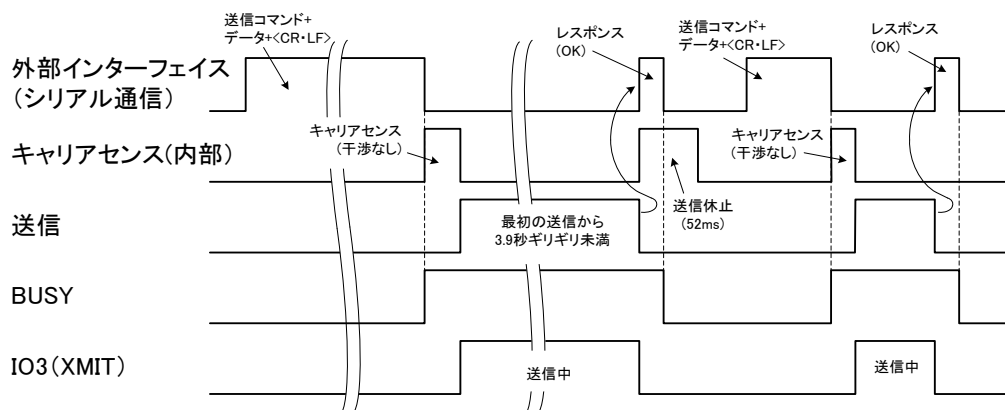 送信コマンド+
データ+<CR・LF>
レスポンス
(OK)
送信コマンド+
データ+<CR・LF>
レスポンス
(OK)
外部インターフェイス
(シリアル通信)
キャリアセンス
(干渉なし)
キャリアセンス
(干渉なし)
キャリアセンス(内部)
送信休止
(52ms)
送信
最初の送信から
3.9秒ギリギリ未満
BUSY
IO3(XMIT)
送信中
送信中